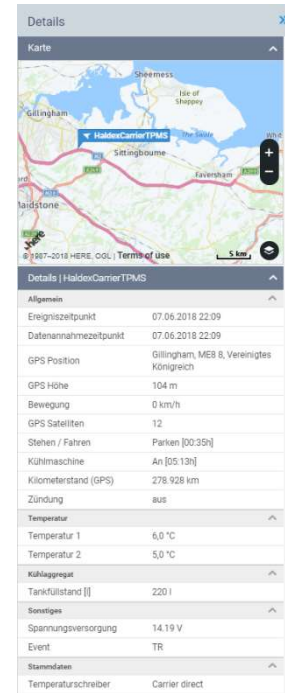 Details
Karte
Sheerness
Isle of
Sheppey
Gillingham
HaldexCarrierTPMS
The Swale
Whit
Sittingbourne
Faversham
Maidstone
here
© 1987–2018 HERE, OGL | Terms of use
5 km
Details | HaldexCarrierTPMS
Allgemein
Ereigniszeitpunkt 07.06.2018 22:09
Datenannahmezeitpunkt 07.06.2018 22:09
GPS Position Gillingham, ME8 8, Vereinigtes
Königreich
GPS Höhe 104 m
Bewegung 0 km/h
GPS Satelliten 12
Stehen / Fahren Parken [00:35h]
Kühlmaschine An [05:13h]
Kilometerstand (GPS) 278.928 km
Zündung aus
Temperatur
Temperatur 1 6,0 °C
Temperatur 2 5,0 °C
Kühlaggregat
Tankfüllstand [l] 220 l
Sonstiges
Spannungsversorgung 14.19 V
Event TR
Stammdaten
Temperaturschreiber Carrier direct